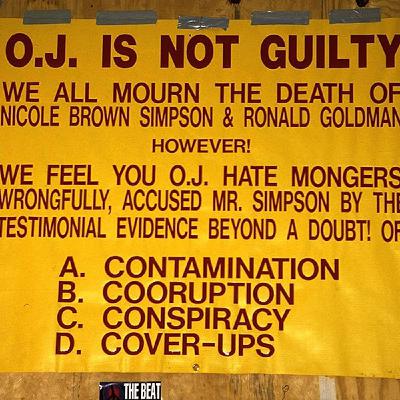 O.J. IS NOT GUILTY
WE ALL MOURN THE DEATH OF
NICOLE BROWN SIMPSON & RONALD GOLDMAN
HOWEVER!
WE FEEL YOU O.J. HATE MONGERS
WRONGFULLY, ACCUSED MR. SIMPSON BY THE
TESTIMONIAL EVIDENCE BEYOND A DOUBT! OF
A. CONTAMINATION
B. COORUPTION
C. CONSPIRACY
D. COVER-UPS
THE BEAT